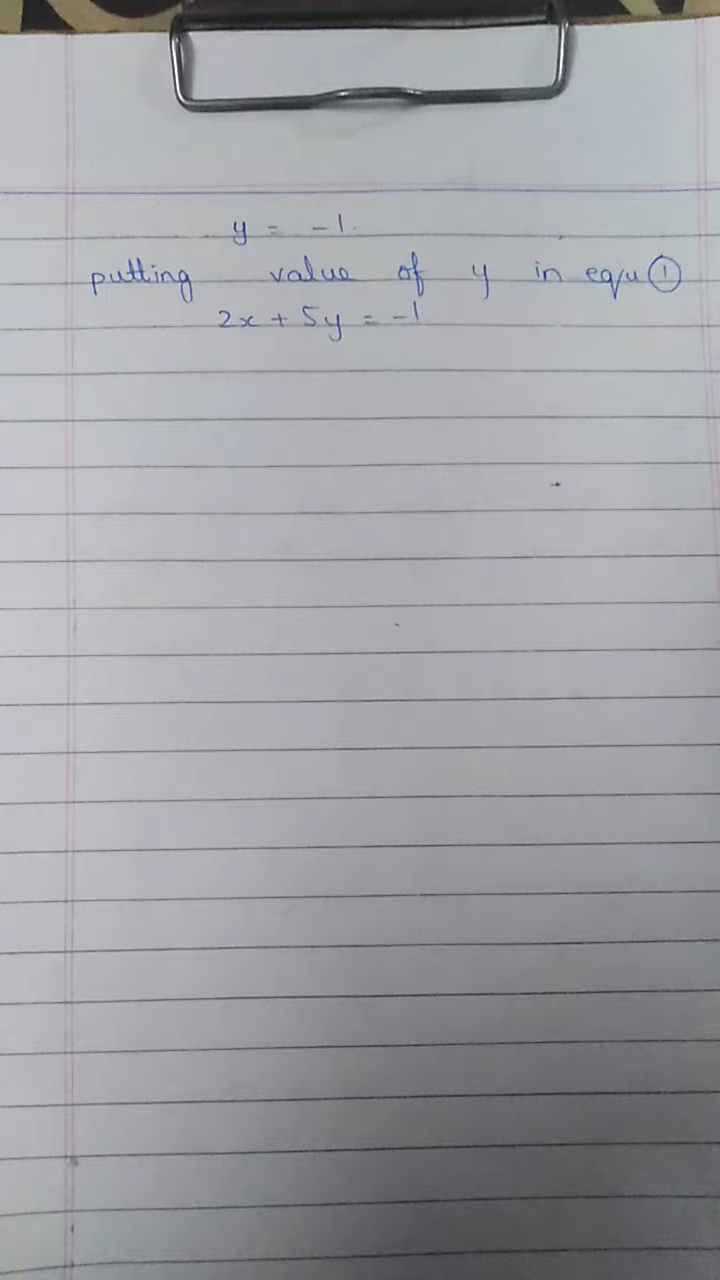 y = -1.
putting value of y in equ ①
2x + 5y = -1